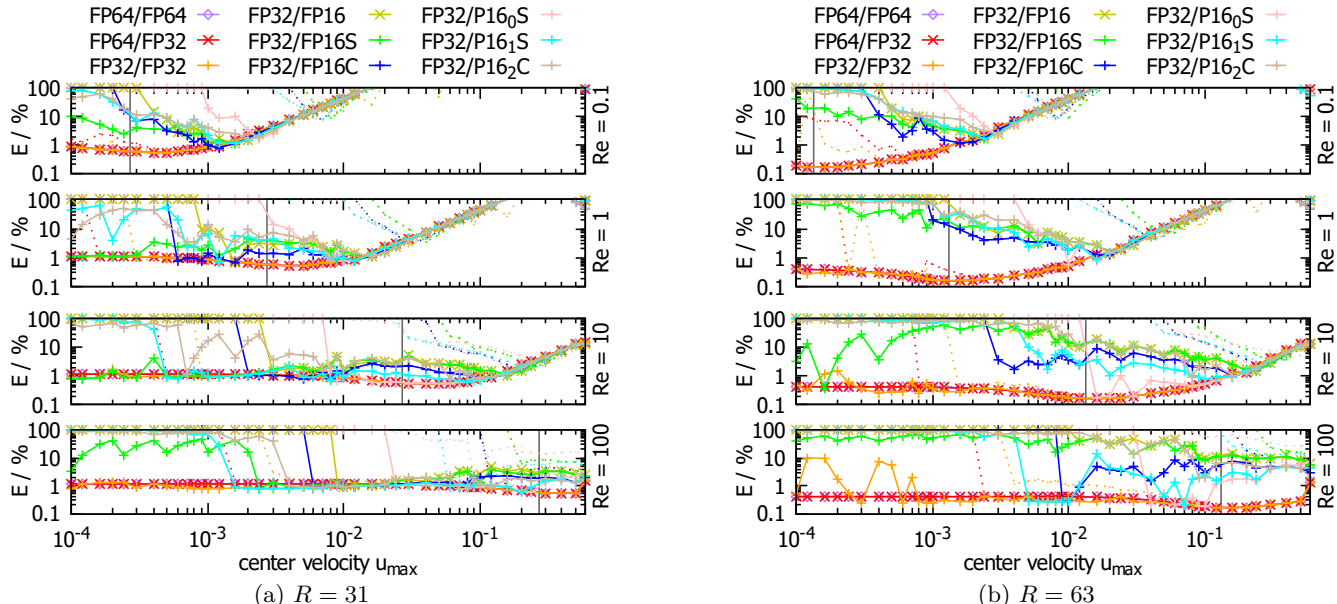 FP64/FP64 FP32/FP16 FP32/P16₀S
FP64/FP32 FP32/FP16S FP32/P16₁S
FP32/FP32 FP32/FP16C FP32/P16₂C
E / %
100
10
1
0.1
Re = 0.1
E / %
100
10
1
0.1
Re = 1
E / %
100
10
1
0.1
Re = 10
E / %
100
10
1
0.1
Re = 100
10⁻⁴ 10⁻³ 10⁻² 10⁻¹
center velocity uₘₐₓ
(a) R = 31
FP64/FP64 FP32/FP16 FP32/P16₀S
FP64/FP32 FP32/FP16S FP32/P16₁S
FP32/FP32 FP32/FP16C FP32/P16₂C
E / %
100
10
1
0.1
Re = 0.1
E / %
100
10
1
0.1
Re = 1
E / %
100
10
1
0.1
Re = 10
E / %
100
10
1
0.1
Re = 100
10⁻⁴ 10⁻³ 10⁻² 10⁻¹
center velocity uₘₐₓ
(b) R = 63